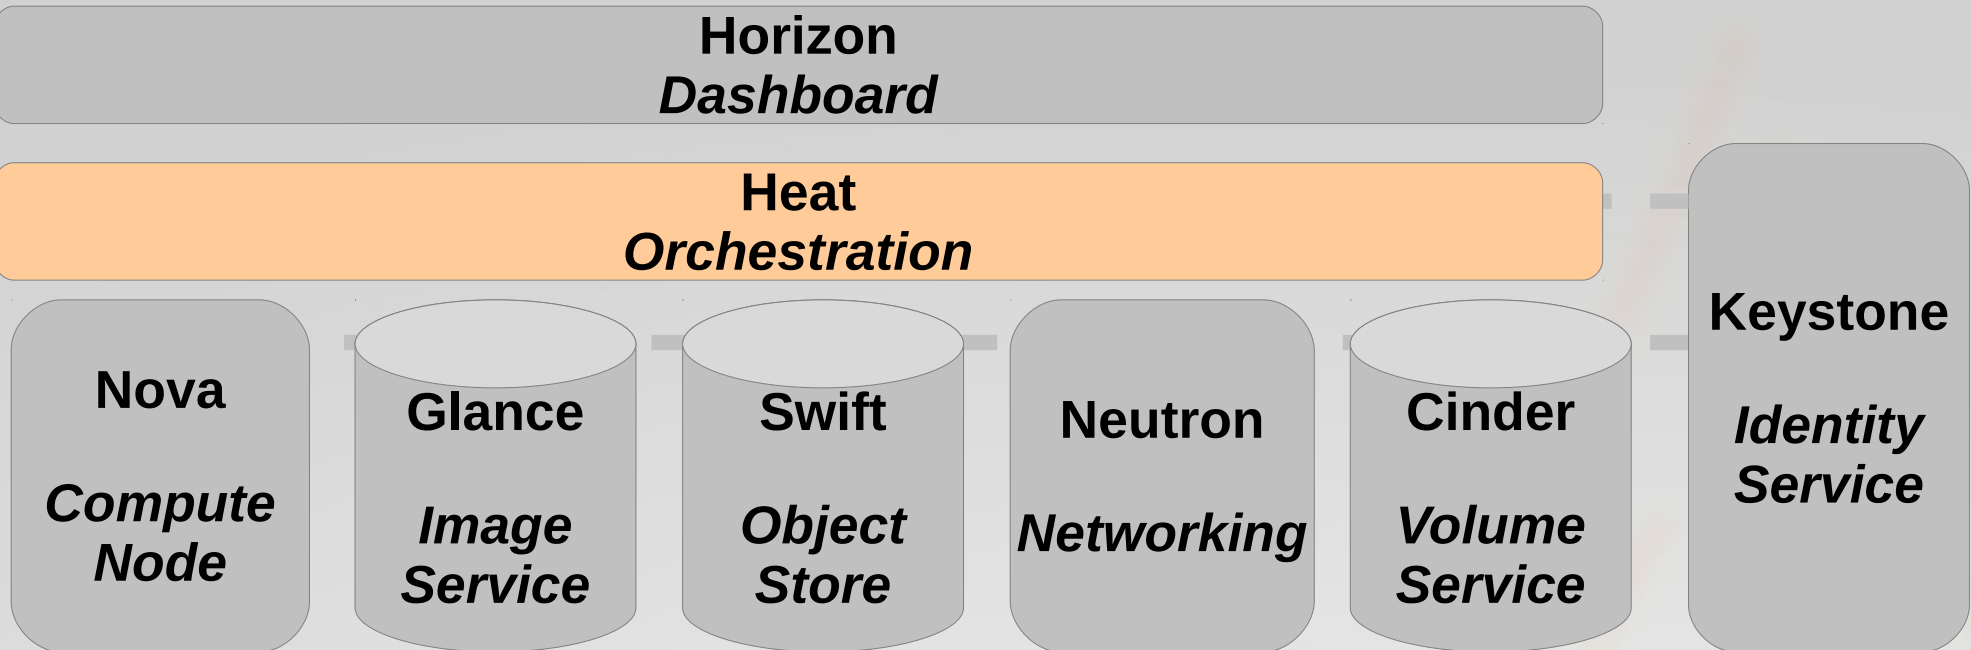 Horizon
Dashboard
Heat
Orchestration
Nova
Compute
Node
Glance
Image
Service
Swift
Object
Store
Neutron
Networking
Cinder
Volume
Service
Keystone
Identity
Service